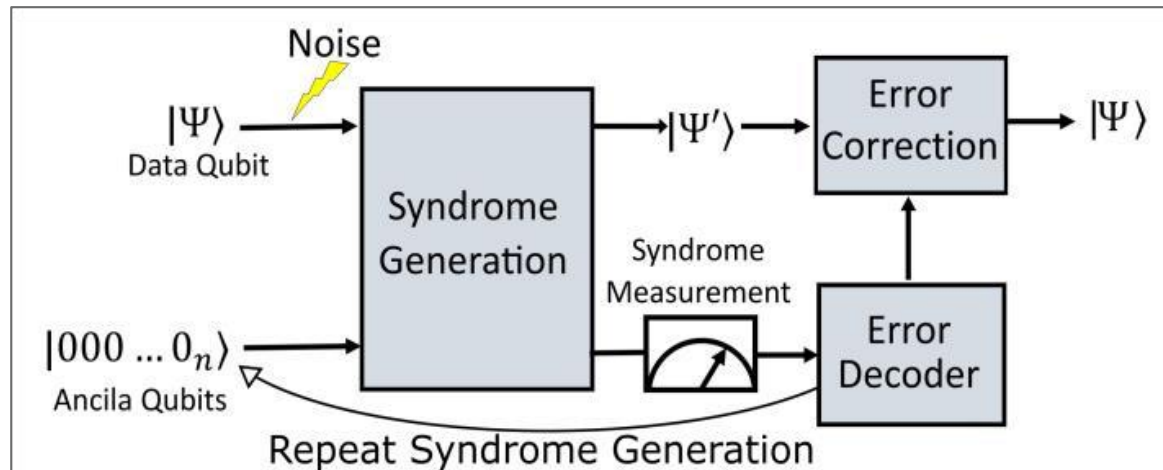 Noise
|Ψ⟩
Data Qubit
Syndrome
Generation
|Ψ′⟩
Error
Correction
|Ψ⟩
Syndrome
Measurement
|000 ... 0ₙ⟩
Ancila Qubits
Error
Decoder
Repeat Syndrome Generation